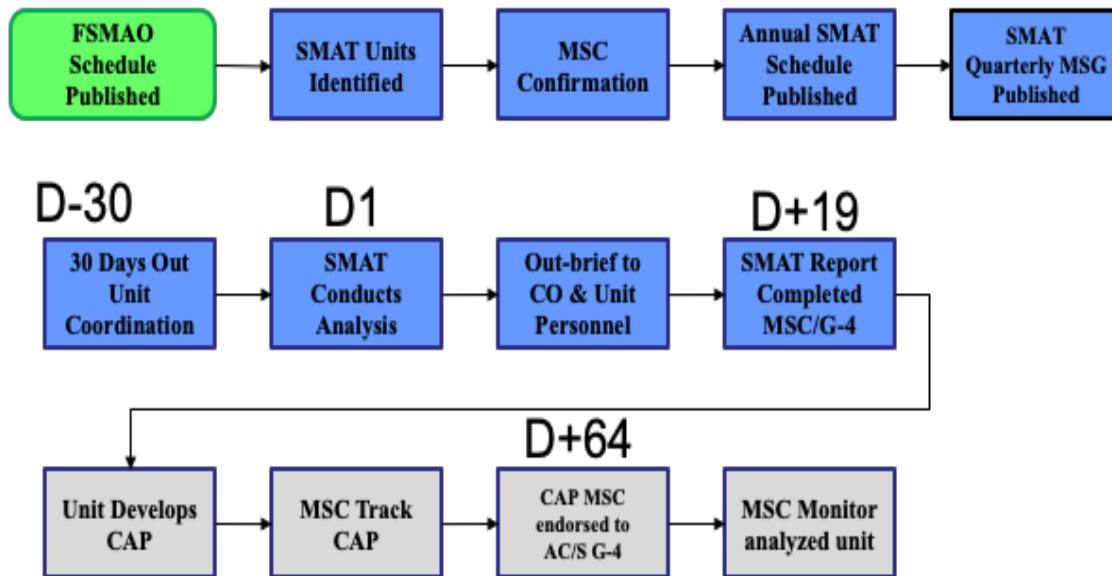 FSMAO
Schedule
Published
SMAT Units
Identified
MSC
Confirmation
Annual SMAT
Schedule
Published
SMAT
Quarterly MSG
Published
D-30
D1
D+19
30 Days Out
Unit
Coordination
SMAT
Conducts
Analysis
Out-brief to
CO & Unit
Personnel
SMAT Report
Completed
MSC/G-4
D+64
Unit Develops
CAP
MSC Track
CAP
CAP MSC
endorsed to
AC/S G-4
MSC Monitor
analyzed unit